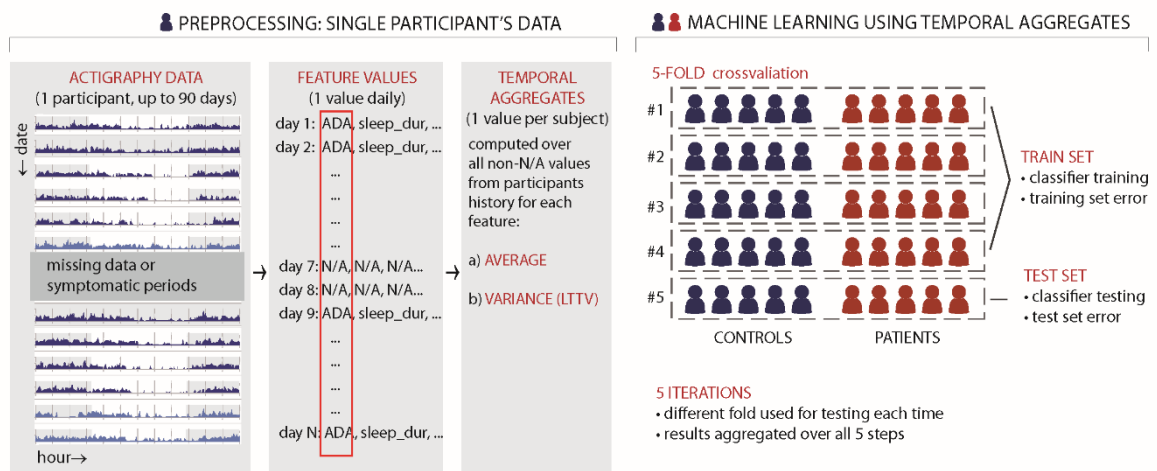 PREPROCESSING: SINGLE PARTICIPANT'S DATA
ACTIGRAPHY DATA
(1 participant, up to 90 days)
←date
missing data or
symptomatic periods
hour→
FEATURE VALUES
(1 value daily)
day 1: ADA, sleep_dur, ...
day 2: ADA, sleep_dur, ...
...
...
...
...
day 7: N/A, N/A, N/A...
day 8: N/A, N/A, N/A...
day 9: ADA, sleep_dur, ...
...
...
...
...
day N: ADA, sleep_dur, ...
TEMPORAL
AGGREGATES
(1 value per subject)
computed over
all non-N/A values
from participants
history for each
feature:
a) AVERAGE
b) VARIANCE (LTTV)
MACHINE LEARNING USING TEMPORAL AGGREGATES
5-FOLD crossvaliation
#1
#2
#3
#4
#5
CONTROLS
PATIENTS
TRAIN SET
• classifier training
• training set error
TEST SET
• classifier testing
• test set error
5 ITERATIONS
• different fold used for testing each time
• results aggregated over all 5 steps